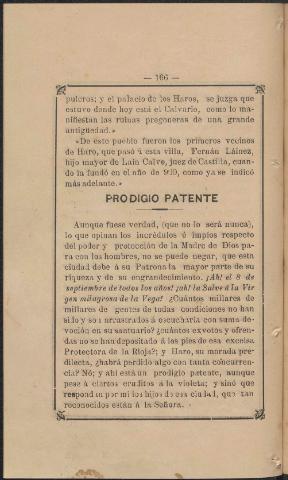 — 166 —
pulcros; y el palacio de los Haros, se juzga
estuvo donde hoy está el Calvario, como lo ma-
nifiestan las ruinas pregoneras de una grande
antigüedad.»
«De este pueblo fueron los primeros vecinos
de Haro, que pasó á esta villa, Fernán Láinez,
hijo mayor de Laín Calvo, juez de Castilla, cuan-
do la fundó en el año de 909, como ya se indicó
más adelante.»
PRODIGIO PATENTE
Aunque fuese verdad, (que no lo será nunca),
lo que opinan los incrédulos ó impíos respecto
del poder y protección de la Madre de Dios pa-
ra con los hombres, no se puede negar, que esta
ciudad debe á su Patrona la mayor parte de su
riqueza y de su engrandecimiento. ¡Ah! el 8 de
septiembre de todos los años! ¡ah! la Salve á la Vir
gen milagrosa de la Vega! ¿Cuántos millares de
millares de gentes de todas condiciones no han
sido y son arrastrados á escucharla con suma de-
voción en su santuario? ¿cuántos exvotos y ofren-
das no se han depositado á los pies de esa excelsa
Protectora de la Rioja?; y Haro, su morada pre-
dilecta, ¿habrá perdido algo con tanta concurren-
cia? Nó; y ahí está un prodigio patente, aunque
pese á ciertos eruditos á la violeta; y sinó que
respondan por mí los hijos de esa ciudad, que tan
reconocidos están á la Señora.